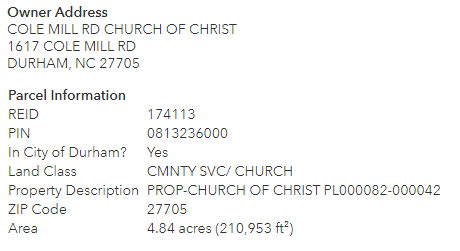 Owner Address
COLE MILL RD CHURCH OF CHRIST
1617 COLE MILL RD
DURHAM, NC 27705
Parcel Information
REID 174113
PIN 0813236000
In City of Durham? Yes
Land Class CMNTY SVC/ CHURCH
Property Description PROP-CHURCH OF CHRIST PL000082-000042
ZIP Code 27705
Area 4.84 acres (210,953 ft²)